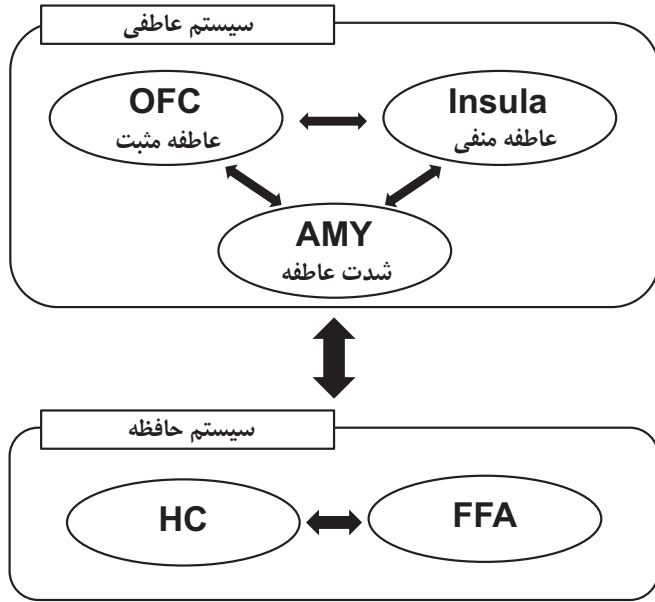 سیستم عاطفی
OFC
عاطفه مثبت
Insula
عاطفه منفی
AMY
شدت عاطفه
سیستم حافظه
HC
FFA